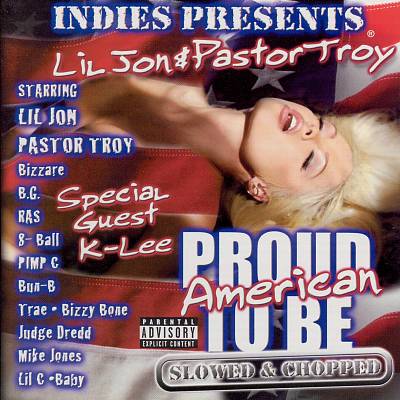 INDIES PRESENTS
LIL JON & PASTOR TROY®
STARRING
LIL JON
PASTOR TROY
Bizzare
B.G.
RAS
8-Ball
PIMP C
Bun-B
Trae • Bizzy Bone
Judge Dredd
Mike Jones
Lil C • Baby
Special
Guest
K-Lee
PROUD
American
TO BE
PARENTAL
ADVISORY
EXPLICIT CONTENT
SLOWED & CHOPPED